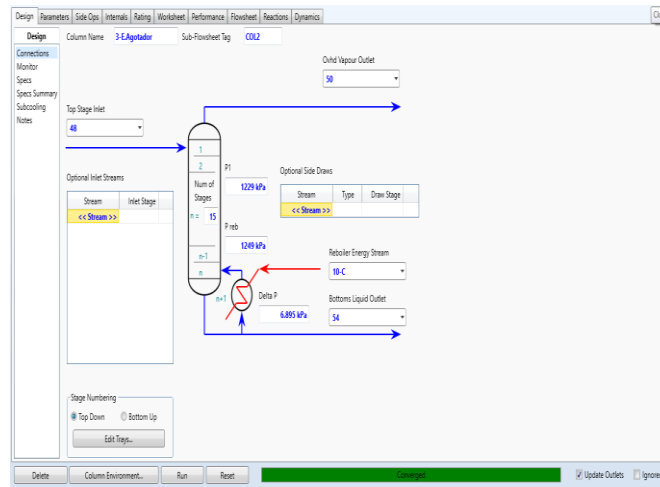 Design Parameters Side Ops Internals Rating Worksheet Performance Flowsheet Reactions Dynamics
Design
Column Name 3-E.Agotador Sub-Flowsheet Tag COL2
Connections
Monitor
Specs
Specs Summary
Subcooling
Notes
Ovhd Vapour Outlet
50
Top Stage Inlet
48
1
2
Num of
Stages
n = 15
n-1
n
n+1
P1
1229 kPa
P reb
1249 kPa
Delta P
6.895 kPa
Optional Inlet Streams
Stream Inlet Stage
<< Stream >>
Optional Side Draws
Stream Type Draw Stage
<< Stream >>
Reboiler Energy Stream
10-C
Bottoms Liquid Outlet
54
Stage Numbering
Top Down Bottom Up
Edit Trays...
Delete Column Environment... Run Reset Converged Update Outlets Ignore